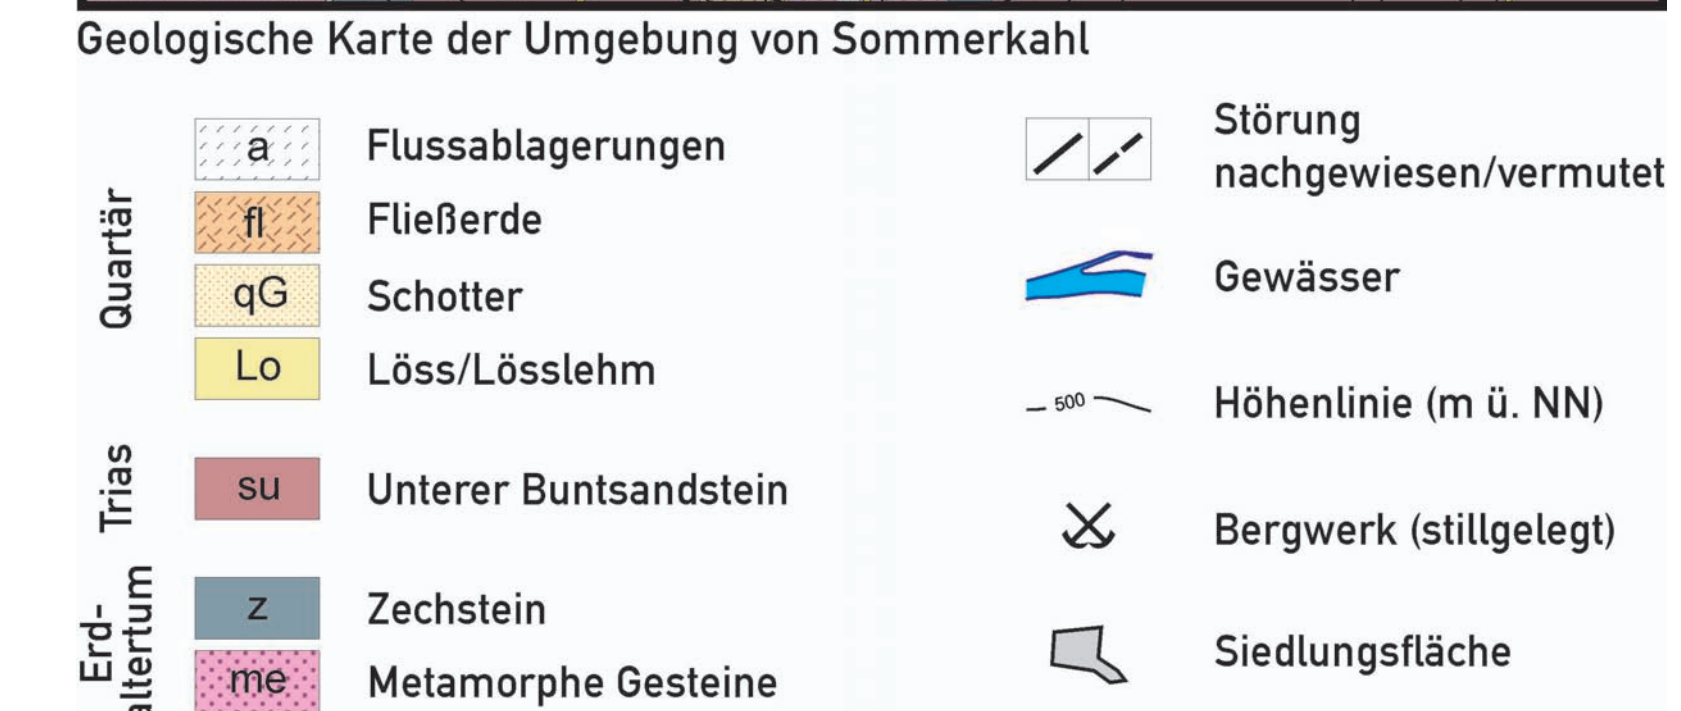 Geologische Karte der Umgebung von Sommerkahl
Quartär
a Flussablagerungen
fl Fließerde
qG Schotter
Lo Löss/Lösslehm
Trias
su Unterer Buntsandstein
Erd-
altertum
z Zechstein
me Metamorphe Gesteine
Störung
nachgewiesen/vermutet
Gewässer
500 Höhenlinie (m ü. NN)
Bergwerk (stillgelegt)
Siedlungsfläche